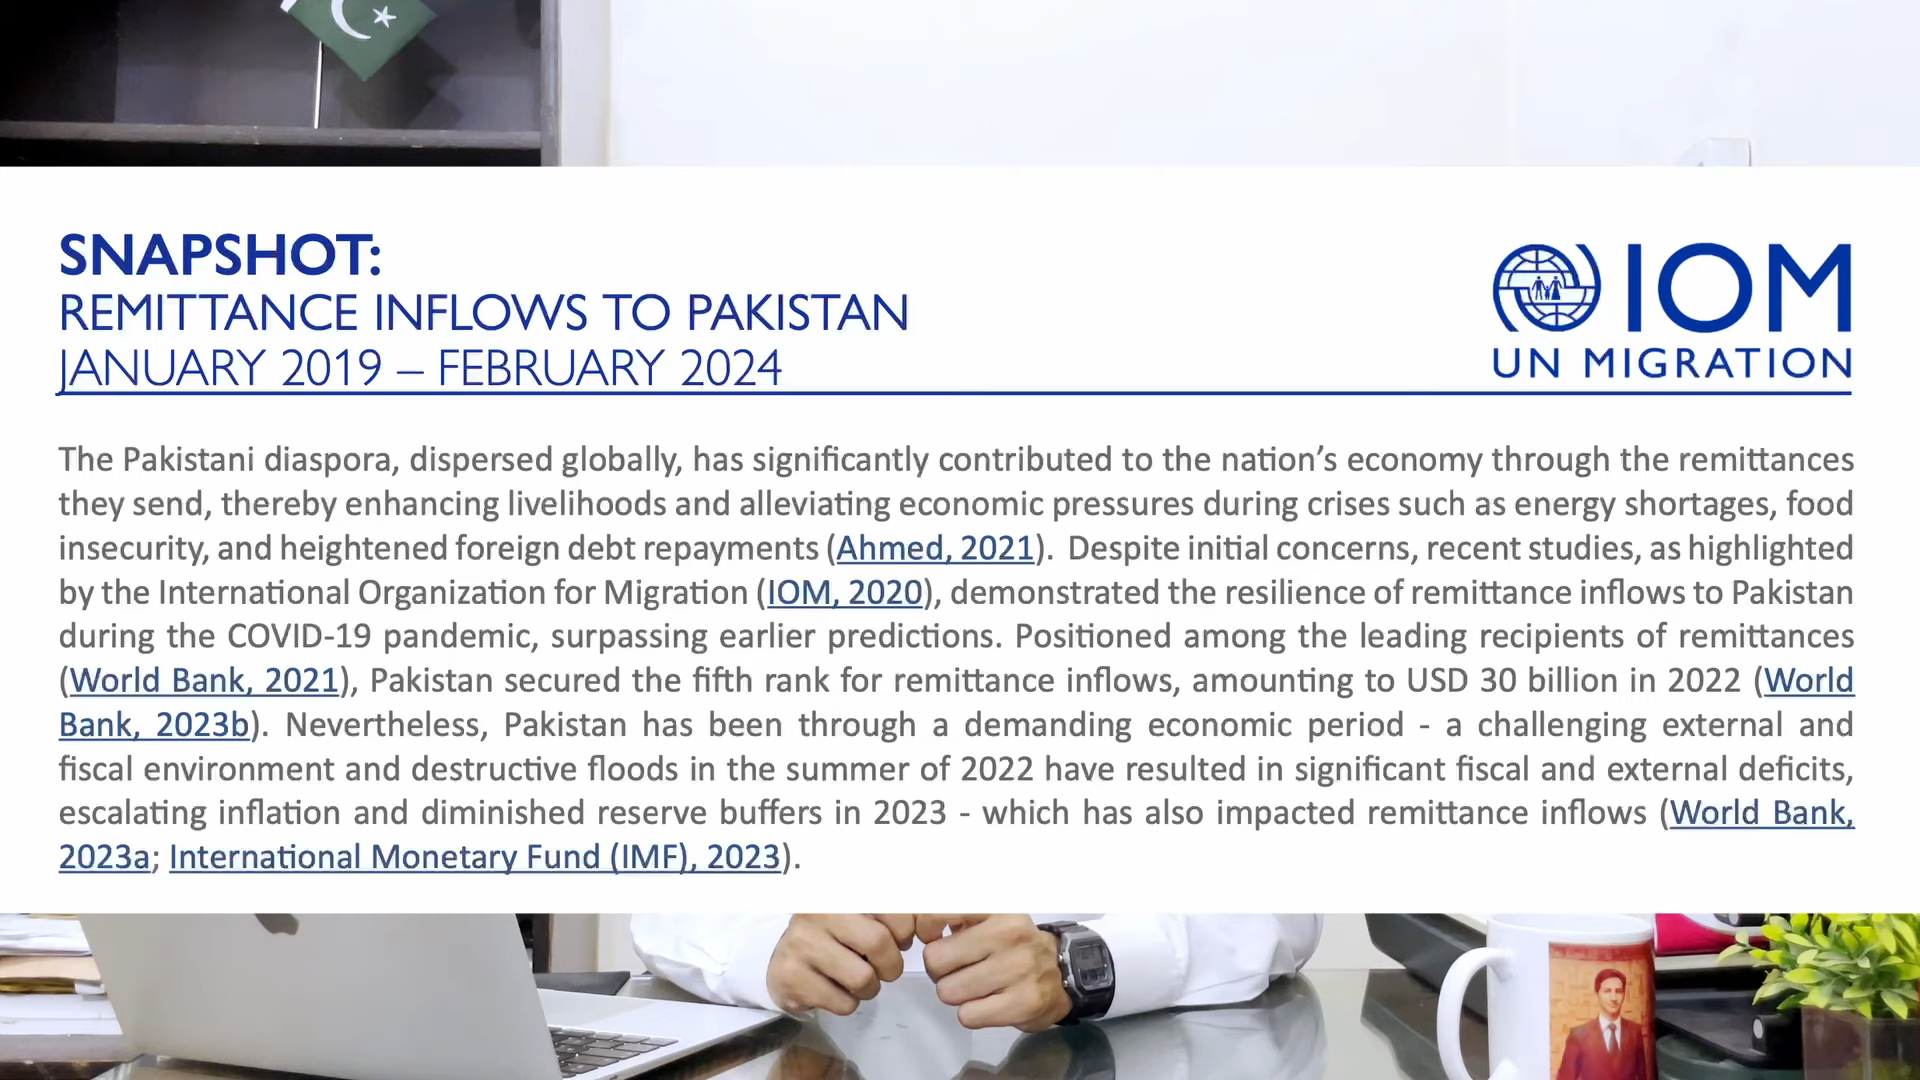 SNAPSHOT:
REMITTANCE INFLOWS TO PAKISTAN
JANUARY 2019 – FEBRUARY 2024
IOM
UN MIGRATION
The Pakistani diaspora, dispersed globally, has significantly contributed to the nation’s economy through the remittances
they send, thereby enhancing livelihoods and alleviating economic pressures during crises such as energy shortages, food
insecurity, and heightened foreign debt repayments (Ahmed, 2021). Despite initial concerns, recent studies, as highlighted
by the International Organization for Migration (IOM, 2020), demonstrated the resilience of remittance inflows to Pakistan
during the COVID-19 pandemic, surpassing earlier predictions. Positioned among the leading recipients of remittances
(World Bank, 2021), Pakistan secured the fifth rank for remittance inflows, amounting to USD 30 billion in 2022 (World
Bank, 2023b). Nevertheless, Pakistan has been through a demanding economic period - a challenging external and
fiscal environment and destructive floods in the summer of 2022 have resulted in significant fiscal and external deficits,
escalating inflation and diminished reserve buffers in 2023 - which has also impacted remittance inflows (World Bank,
2023a; International Monetary Fund (IMF), 2023).